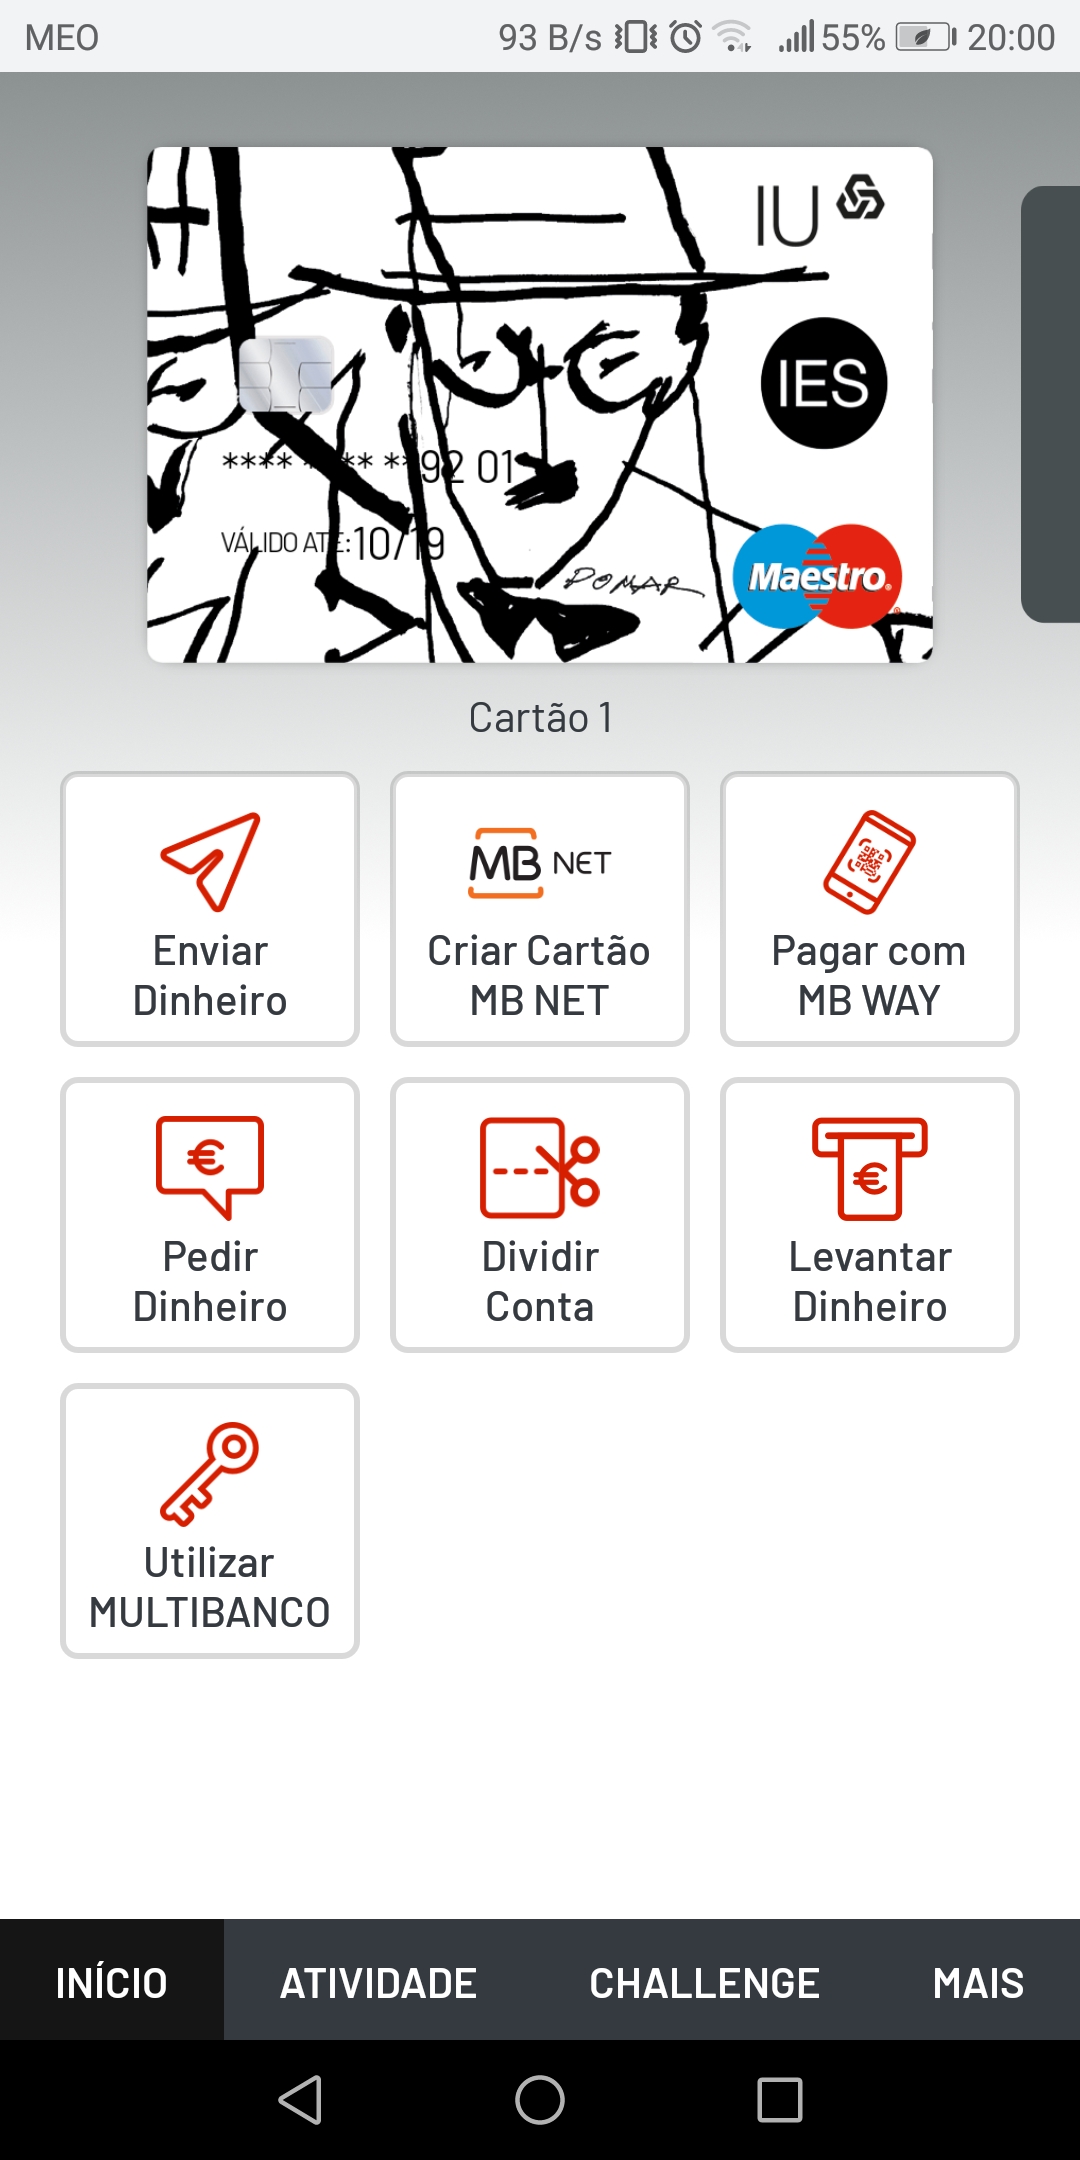 MEO 93 B/s 55% 20:00
IU
IES
**** **** **92 01
VÁLIDO ATÉ:10/19
POMAR
Maestro®
Cartão 1
Enviar
Dinheiro
MB NET
Criar Cartão
MB NET
Pagar com
MB WAY
€
Pedir
Dinheiro
Dividir
Conta
€
Levantar
Dinheiro
Utilizar
MULTIBANCO
INÍCIO ATIVIDADE CHALLENGE MAIS